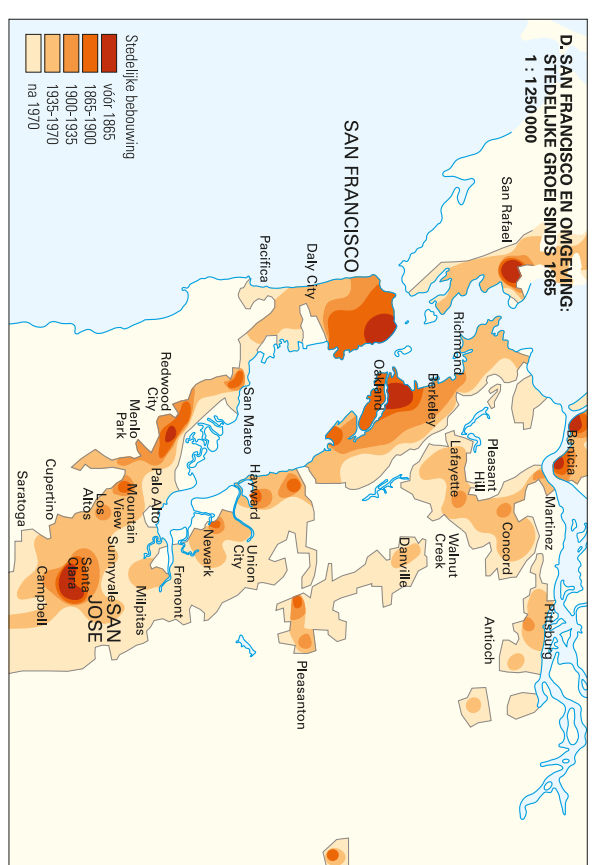 D. SAN FRANCISCO EN OMGEVING:
STEDELIJKE GROEI SINDS 1865
1 : 1 250 000
San Rafael
Richmond
Benicia
Martinez
Pleasant
Hill
Concord
Lafayette
Walnut
Creek
Pittsburg
Antioch
Berkeley
Oakland
Danville
SAN FRANCISCO
Daly City
Pacifica
San Mateo
Hayward
Union
City
Newark
Fremont
Pleasanton
Redwood
City
Menlo
Park
Palo Alto
Mountain
View
Los
Altos
Sunnyvale
Milpitas
SAN
JOSE
Santa
Clara
Cupertino
Campbell
Saratoga
Stedelijke bebouwing
vóór 1865
1865-1900
1900-1935
1935-1970
na 1970